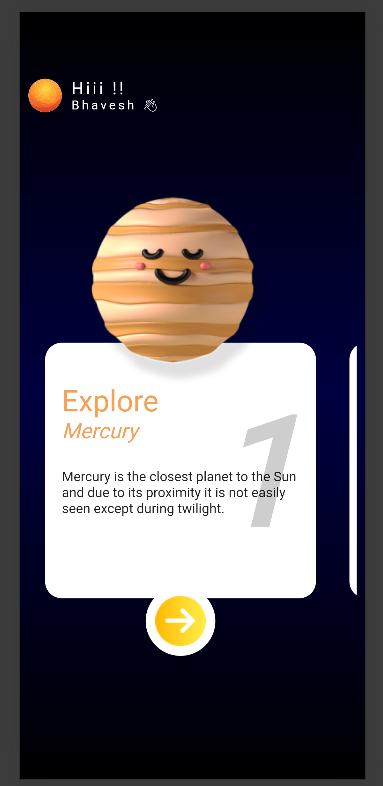 Hiii !!
Bhavesh 👏
Explore
Mercury
1
Mercury is the closest planet to the Sun
and due to its proximity it is not easily
seen except during twilight.